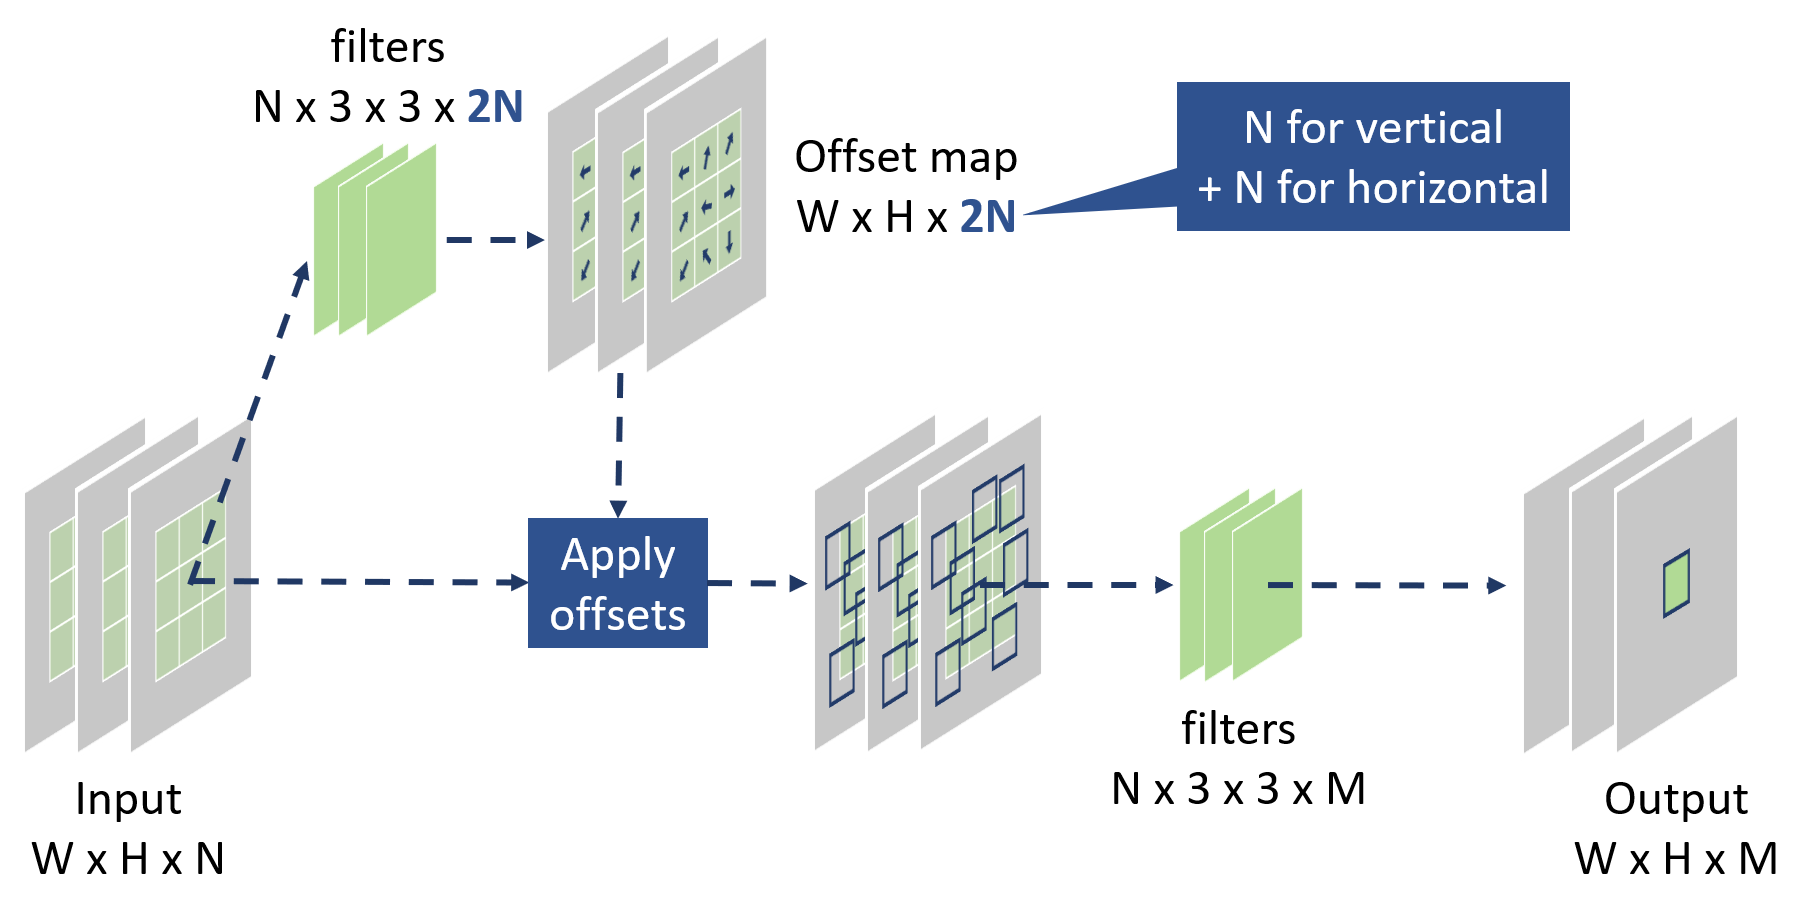 filters
N x 3 x 3 x 2N
Offset map
W x H x 2N
N for vertical
+ N for horizontal
Apply
offsets
filters
N x 3 x 3 x M
Input
W x H x N
Output
W x H x M